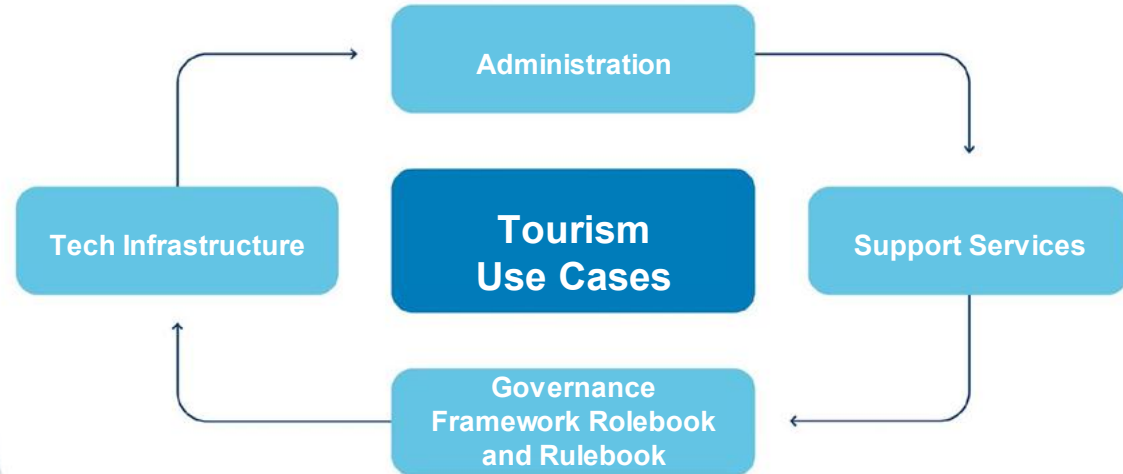 Administration
Tech Infrastructure
Tourism
Use Cases
Support Services
Governance
Framework Rolebook
and Rulebook